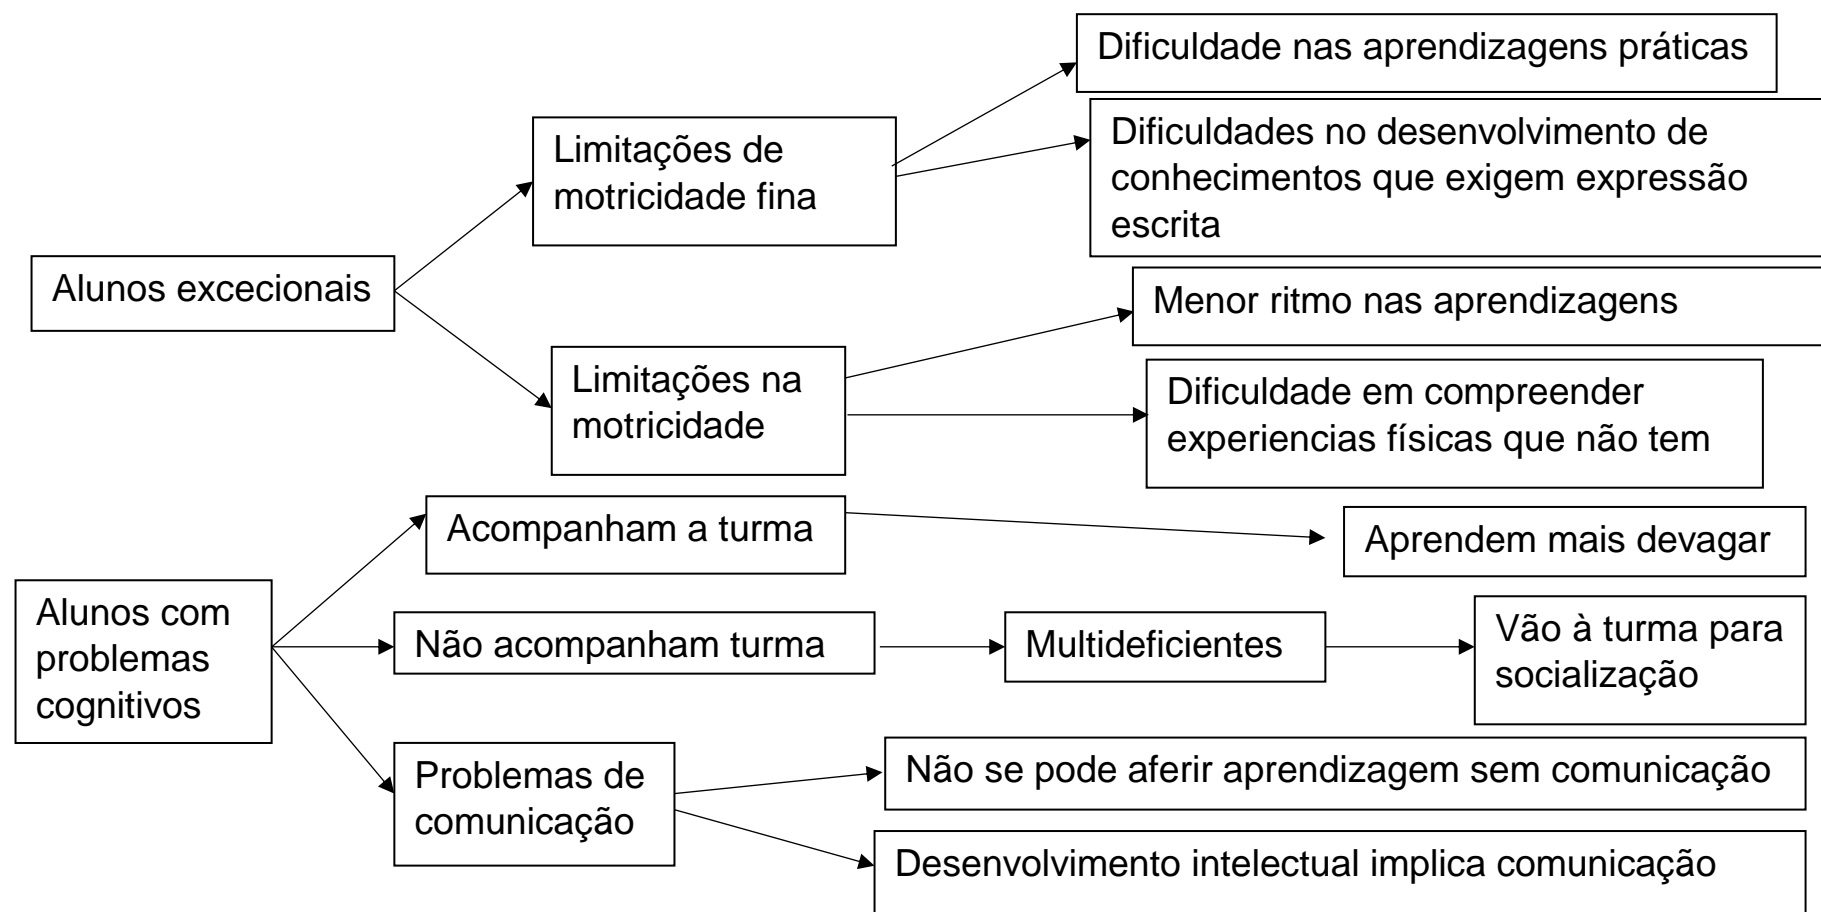 Dificuldade nas aprendizagens práticas
Dificuldades no desenvolvimento de
conhecimentos que exigem expressão
escrita
Limitações de
motricidade fina
Alunos excecionais
Menor ritmo nas aprendizagens
Limitações na
motricidade
Dificuldade em compreender
experiencias físicas que não tem
Acompanham a turma
Aprendem mais devagar
Alunos com
problemas
cognitivos
Não acompanham turma
Multideficientes
Vão à turma para
socialização
Problemas de
comunicação
Não se pode aferir aprendizagem sem comunicação
Desenvolvimento intelectual implica comunicação